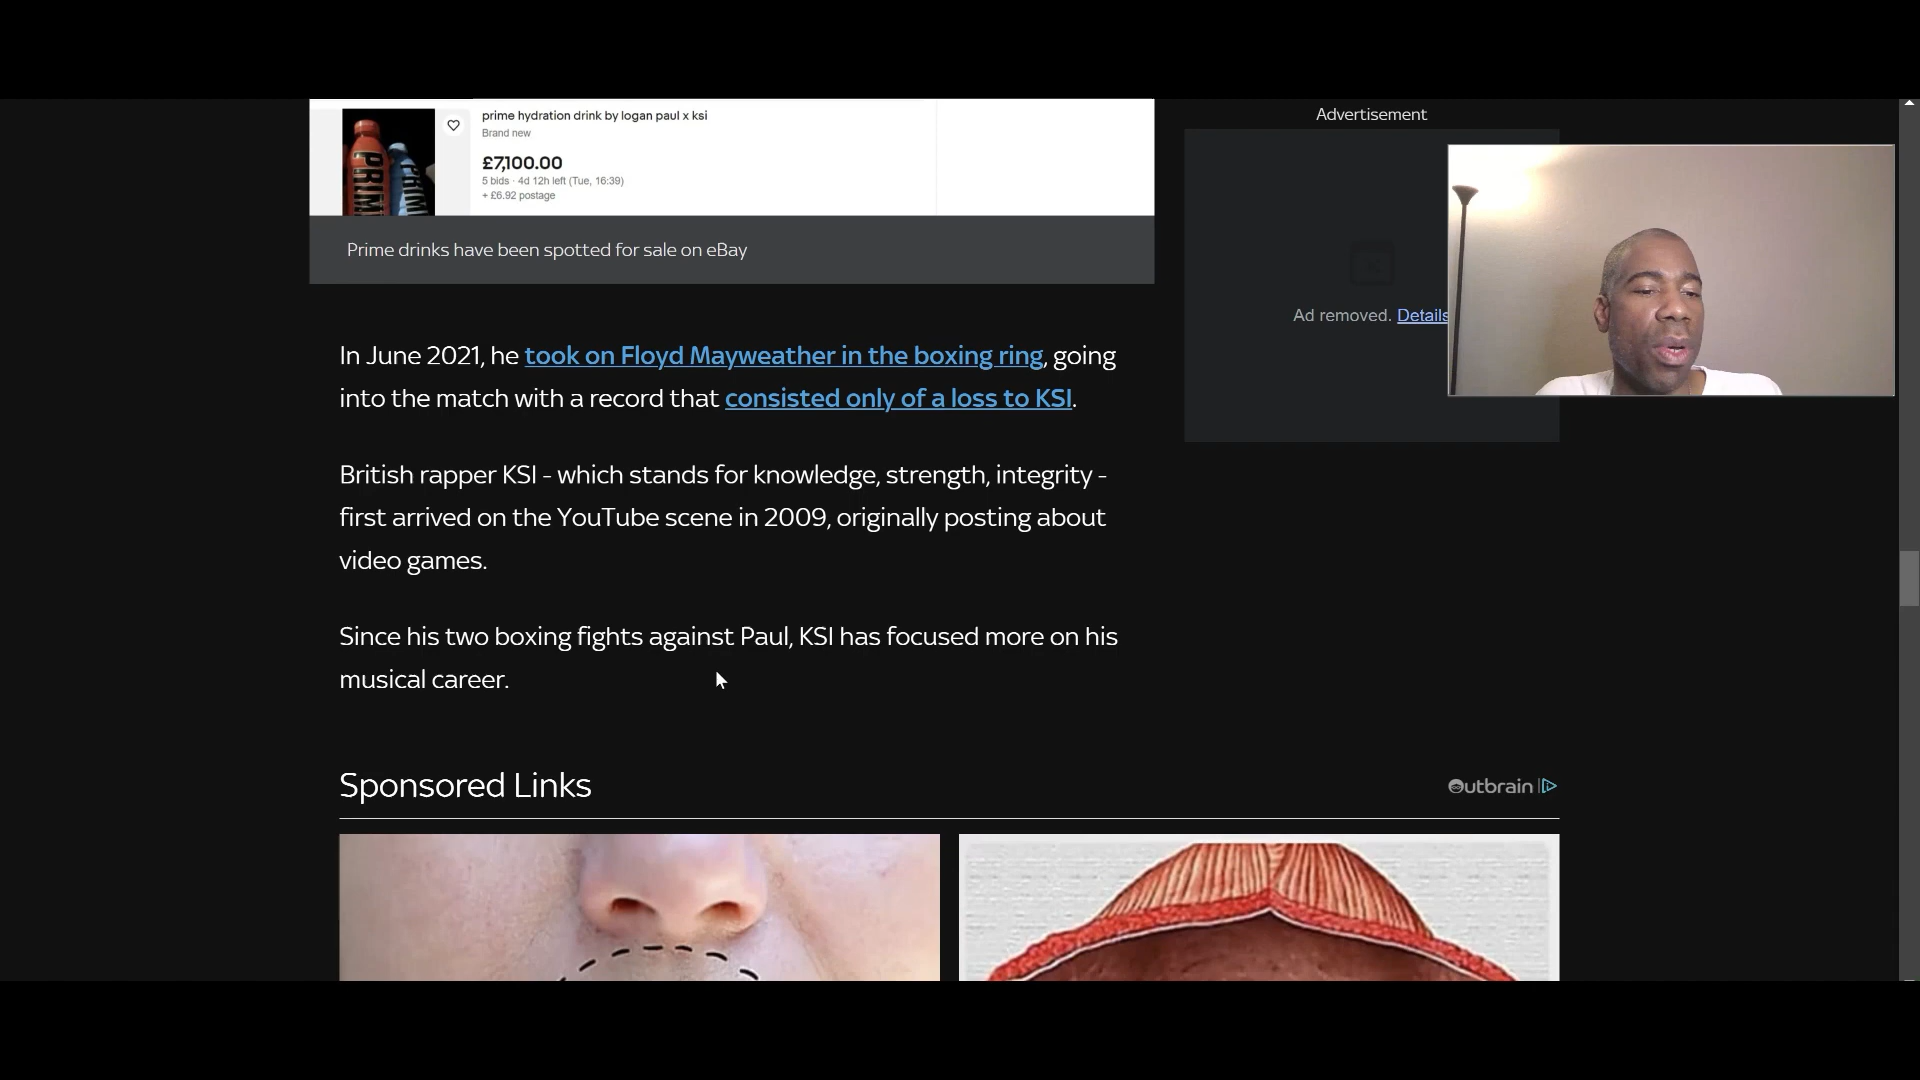 prime hydration drink by logan paul x ksi
Brand new
£7,100.00
5 bids · 4d 12h left (Tue, 16:39)
+ £6.92 postage
PRIME
PRIME
Prime drinks have been spotted for sale on eBay
Advertisement
Ad removed. Details
In June 2021, he took on Floyd Mayweather in the boxing ring, going
into the match with a record that consisted only of a loss to KSI.
British rapper KSI - which stands for knowledge, strength, integrity -
first arrived on the YouTube scene in 2009, originally posting about
video games.
Since his two boxing fights against Paul, KSI has focused more on his
musical career.
Sponsored Links
Outbrain